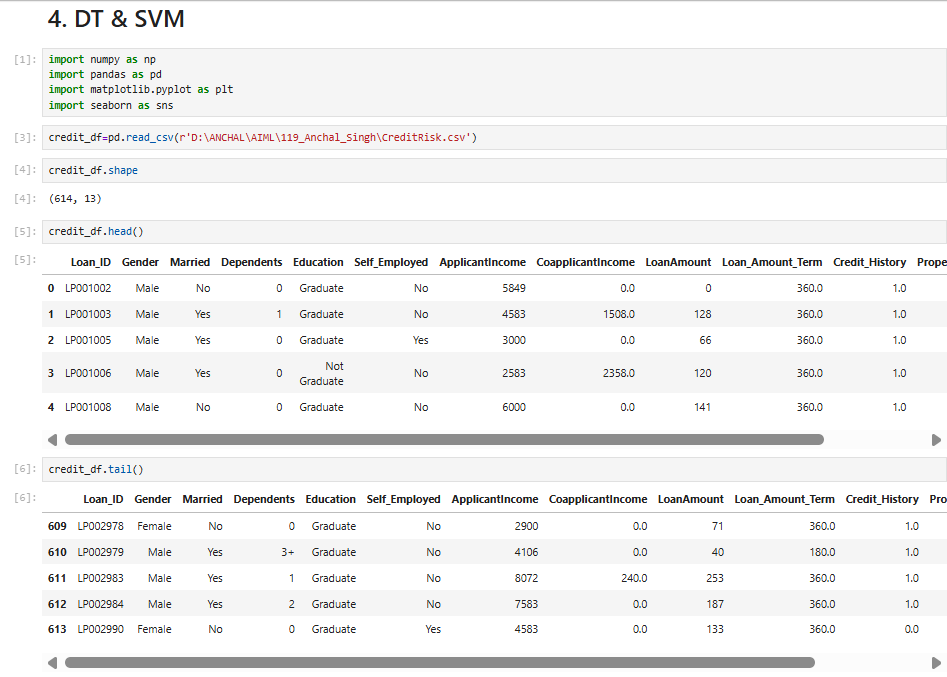 4. DT & SVM
[1]: import numpy as np
import pandas as pd
import matplotlib.pyplot as plt
import seaborn as sns
[3]: credit_df=pd.read_csv(r'D:\ANCHAL\AIML\119_Anchal_Singh\CreditRisk.csv')
[4]: credit_df.shape
[4]: (614, 13)
[5]: credit_df.head()
[5]: Loan_ID Gender Married Dependents Education Self_Employed ApplicantIncome CoapplicantIncome LoanAmount Loan_Amount_Term Credit_History Prope
0 LP001002 Male No 0 Graduate No 5849 0.0 0 360.0 1.0
1 LP001003 Male Yes 1 Graduate No 4583 1508.0 128 360.0 1.0
2 LP001005 Male Yes 0 Graduate Yes 3000 0.0 66 360.0 1.0
3 LP001006 Male Yes 0 Not Graduate No 2583 2358.0 120 360.0 1.0
4 LP001008 Male No 0 Graduate No 6000 0.0 141 360.0 1.0
[6]: credit_df.tail()
[6]: Loan_ID Gender Married Dependents Education Self_Employed ApplicantIncome CoapplicantIncome LoanAmount Loan_Amount_Term Credit_History Pro
609 LP002978 Female No 0 Graduate No 2900 0.0 71 360.0 1.0
610 LP002979 Male Yes 3+ Graduate No 4106 0.0 40 180.0 1.0
611 LP002983 Male Yes 1 Graduate No 8072 240.0 253 360.0 1.0
612 LP002984 Male Yes 2 Graduate No 7583 0.0 187 360.0 1.0
613 LP002990 Female No 0 Graduate Yes 4583 0.0 133 360.0 0.0